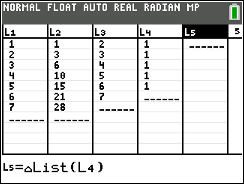 NORMAL FLOAT AUTO REAL RADIAN MP
L1 L2 L3 L4 L5 5
1 1 2 1 ------
2 3 3 1
3 6 4 1
4 10 5 1
5 15 6 1
6 21 7 ------
7 28 ------
------ ------
L5=△List(L4)